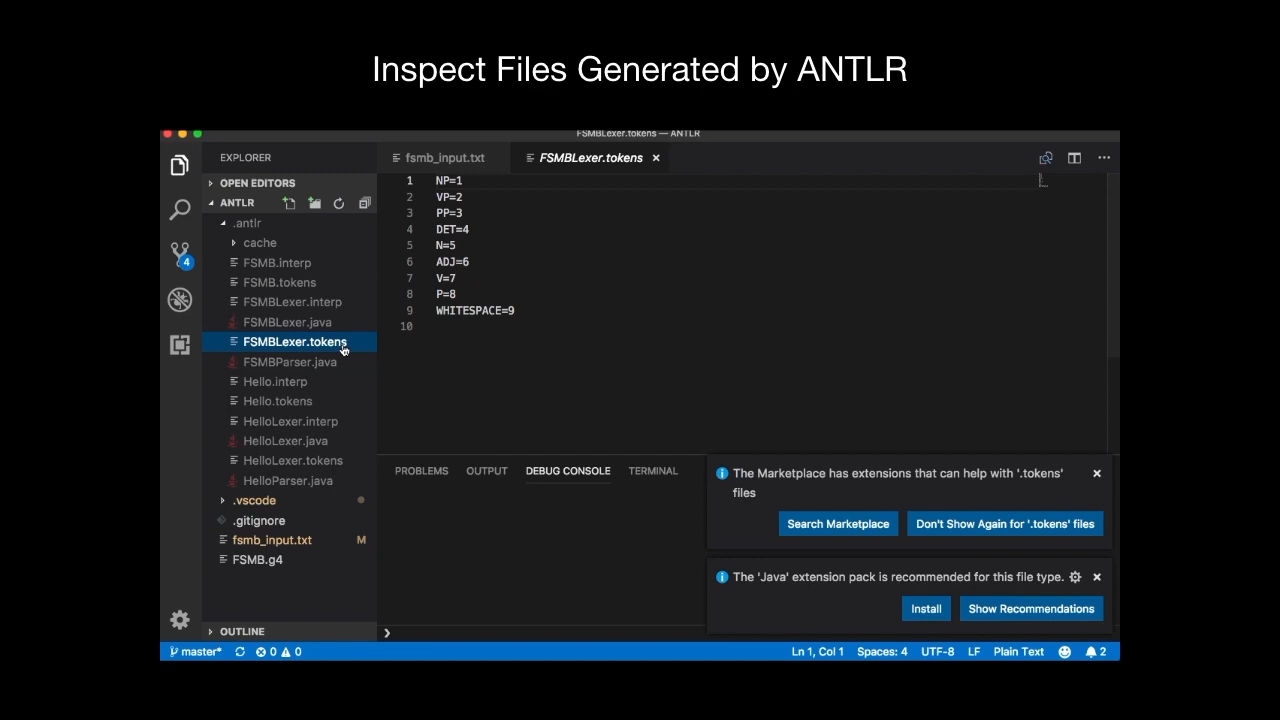 Inspect Files Generated by ANTLR
FSMBLexer.tokens — ANTLR
EXPLORER
fsmb_input.txt
FSMBLexer.tokens
OPEN EDITORS
ANTLR
.antlr
cache
FSMB.interp
FSMB.tokens
FSMBLexer.interp
FSMBLexer.java
FSMBLexer.tokens
FSMBParser.java
Hello.interp
Hello.tokens
HelloLexer.interp
HelloLexer.java
HelloLexer.tokens
HelloParser.java
.vscode
.gitignore
fsmb_input.txt M
FSMB.g4
OUTLINE
4
1 NP=1
2 VP=2
3 PP=3
4 DET=4
5 N=5
6 ADJ=6
7 V=7
8 P=8
9 WHITESPACE=9
10
PROBLEMS OUTPUT DEBUG CONSOLE TERMINAL
The Marketplace has extensions that can help with '.tokens'
files
Search Marketplace
Don't Show Again for '.tokens' files
The 'Java' extension pack is recommended for this file type.
Install
Show Recommendations
master* 0 0 Ln 1, Col 1 Spaces: 4 UTF-8 LF Plain Text 2